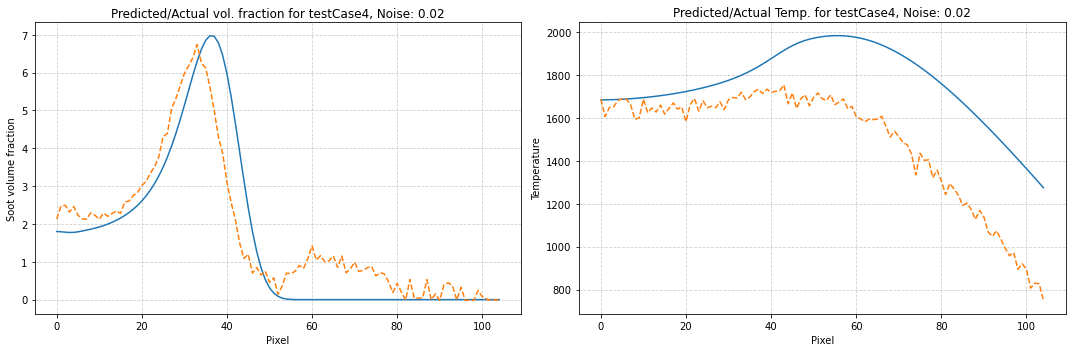 Predicted/Actual vol. fraction for testCase4, Noise: 0.02
Soot volume fraction
7
6
5
4
3
2
1
0
0 20 40 60 80 100
Pixel
Predicted/Actual Temp. for testCase4, Noise: 0.02
Temperature
2000
1800
1600
1400
1200
1000
800
0 20 40 60 80 100
Pixel